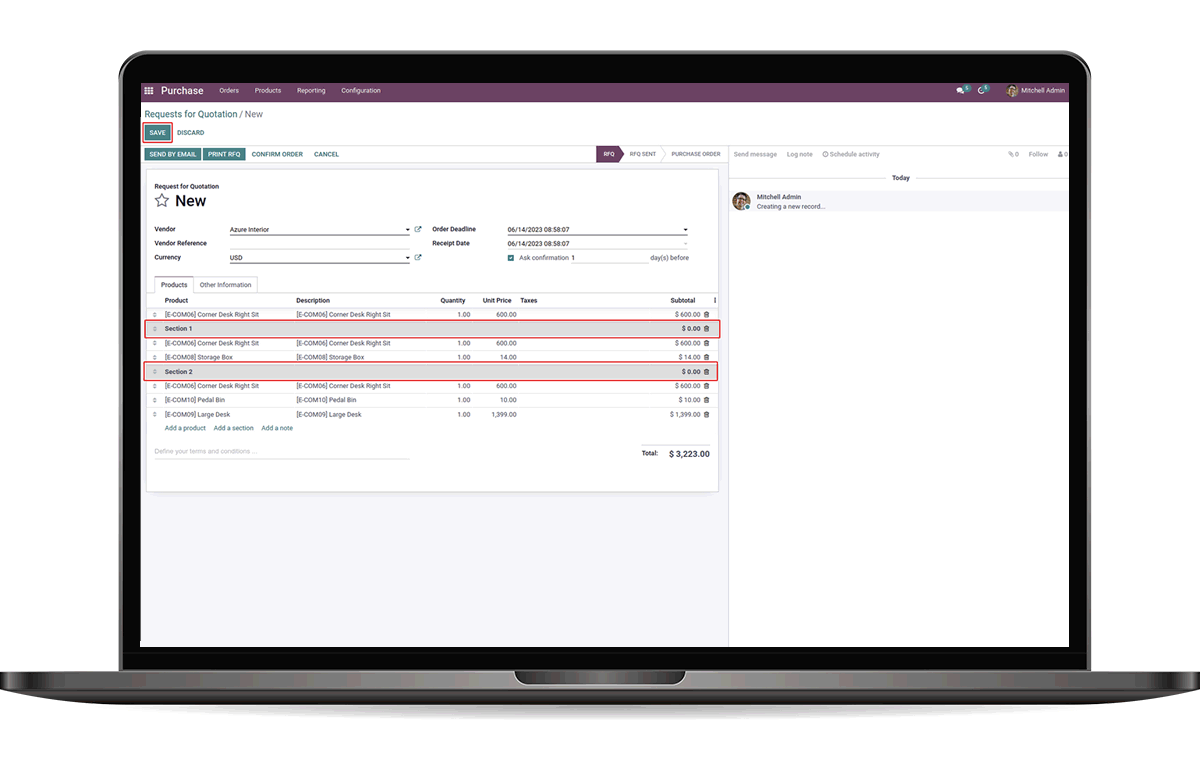 Purchase Orders Products Reporting Configuration 5 5 Mitchell Admin
Requests for Quotation / New
SAVE DISCARD
SEND BY EMAIL PRINT RFQ CONFIRM ORDER CANCEL RFQ RFQ SENT PURCHASE ORDER Send message Log note Schedule activity 0 Follow 0
Today
Mitchell Admin
Creating a new record...
Request for Quotation
New
Vendor Azure Interior Order Deadline 06/14/2023 08:58:07
Vendor Reference Receipt Date 06/14/2023 08:58:07
Currency USD Ask confirmation 1 day(s) before
Products Other Information
Product Description Quantity Unit Price Taxes Subtotal
[E-COM06] Corner Desk Right Sit [E-COM06] Corner Desk Right Sit 1.00 600.00 $ 600.00
Section 1 $ 0.00
[E-COM06] Corner Desk Right Sit [E-COM06] Corner Desk Right Sit 1.00 600.00 $ 600.00
[E-COM08] Storage Box [E-COM08] Storage Box 1.00 14.00 $ 14.00
Section 2 $ 0.00
[E-COM06] Corner Desk Right Sit [E-COM06] Corner Desk Right Sit 1.00 600.00 $ 600.00
[E-COM10] Pedal Bin [E-COM10] Pedal Bin 1.00 10.00 $ 10.00
[E-COM09] Large Desk [E-COM09] Large Desk 1.00 1,399.00 $ 1,399.00
Add a product Add a section Add a note
Define your terms and conditions ... Total: $ 3,223.00